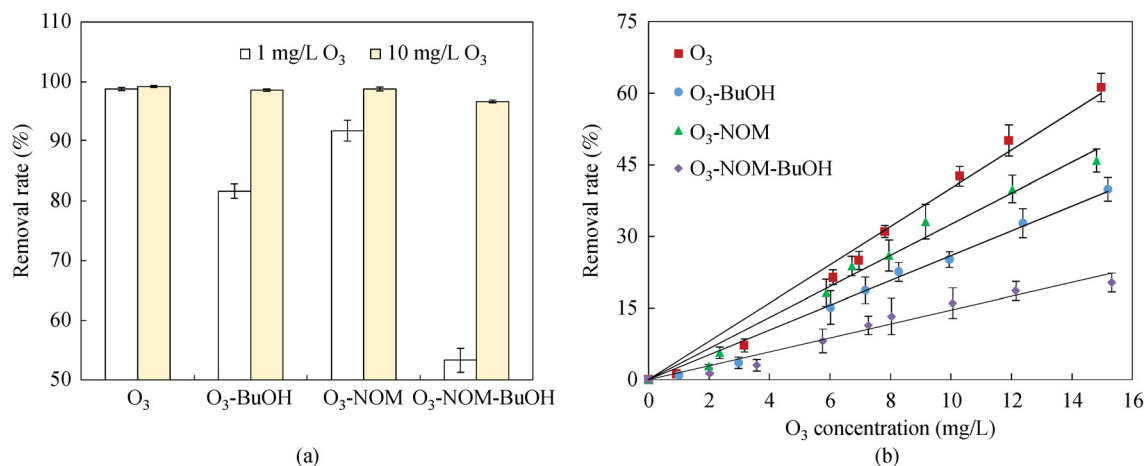 110
100
90
80
70
60
50
Removal rate (%)
1 mg/L O₃
10 mg/L O₃
O₃
O₃-BuOH
O₃-NOM
O₃-NOM-BuOH
(a)
75
60
45
30
15
0
Removal rate (%)
O₃
O₃-BuOH
O₃-NOM
O₃-NOM-BuOH
0 2 4 6 8 10 12 14 16
O₃ concentration (mg/L)
(b)